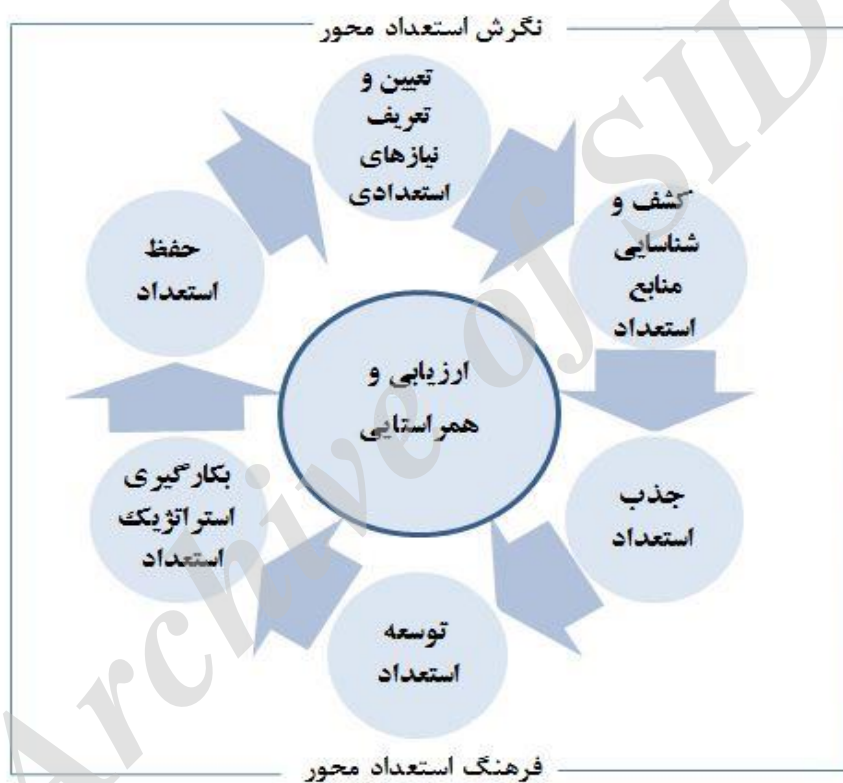 نگرش استعداد محور
تعیین و
تعریف
نیازهای
استعدادی
کشف و
شناسایی
منابع
استعداد
جذب
استعداد
توسعه
استعداد
بکارگیری
استراتژیک
استعداد
حفظ
استعداد
ارزیابی و
همراستایی
فرهنگ استعداد محور
Archive of SID